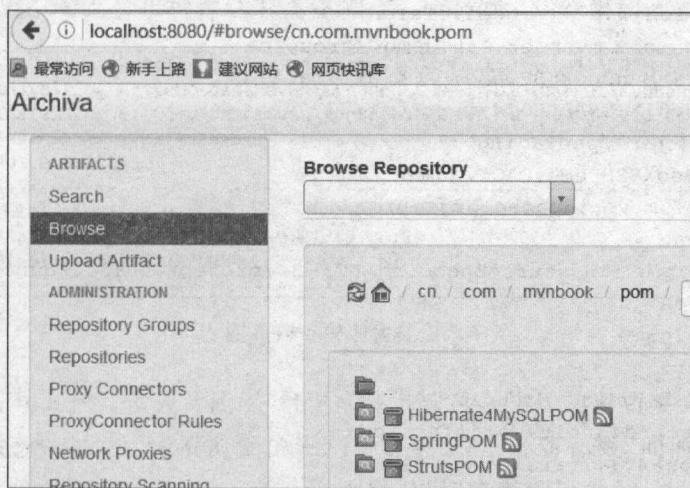 localhost:8080/#browse/cn.com.mvnbook.pom
最常访问 新手上路 建议网站 网页快讯库
Archiva
ARTIFACTS
Search
Browse
Upload Artifact
ADMINISTRATION
Repository Groups
Repositories
Proxy Connectors
ProxyConnector Rules
Network Proxies
Repository Scanning
Browse Repository
/ cn / com / mvnbook / pom /
..
Hibernate4MySQLPOM
SpringPOM
StrutsPOM